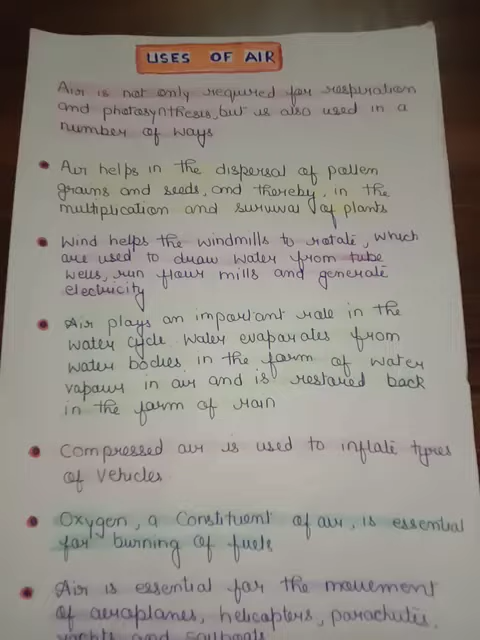 USES OF AIR
Air is not only required for respiration
and photosynthesis, but is also used in a
number of ways
Air helps in the dispersal of pollen
grains and seeds, and thereby, in the
multiplication and survival of plants
Wind helps the windmills to rotate, which
are used to draw water from tube
wells, run flour mills and generate
electricity
Air plays an important role in the
water cycle. Water evaporates from
water bodies in the form of water
vapour in air and is restored back
in the form of rain
Compressed air is used to inflate tyres
of vehicles
Oxygen, a constituent of air, is essential
for burning of fuels
Air is essential for the movement
of aeroplanes, helicopters, parachutes,
yachts and sailboats